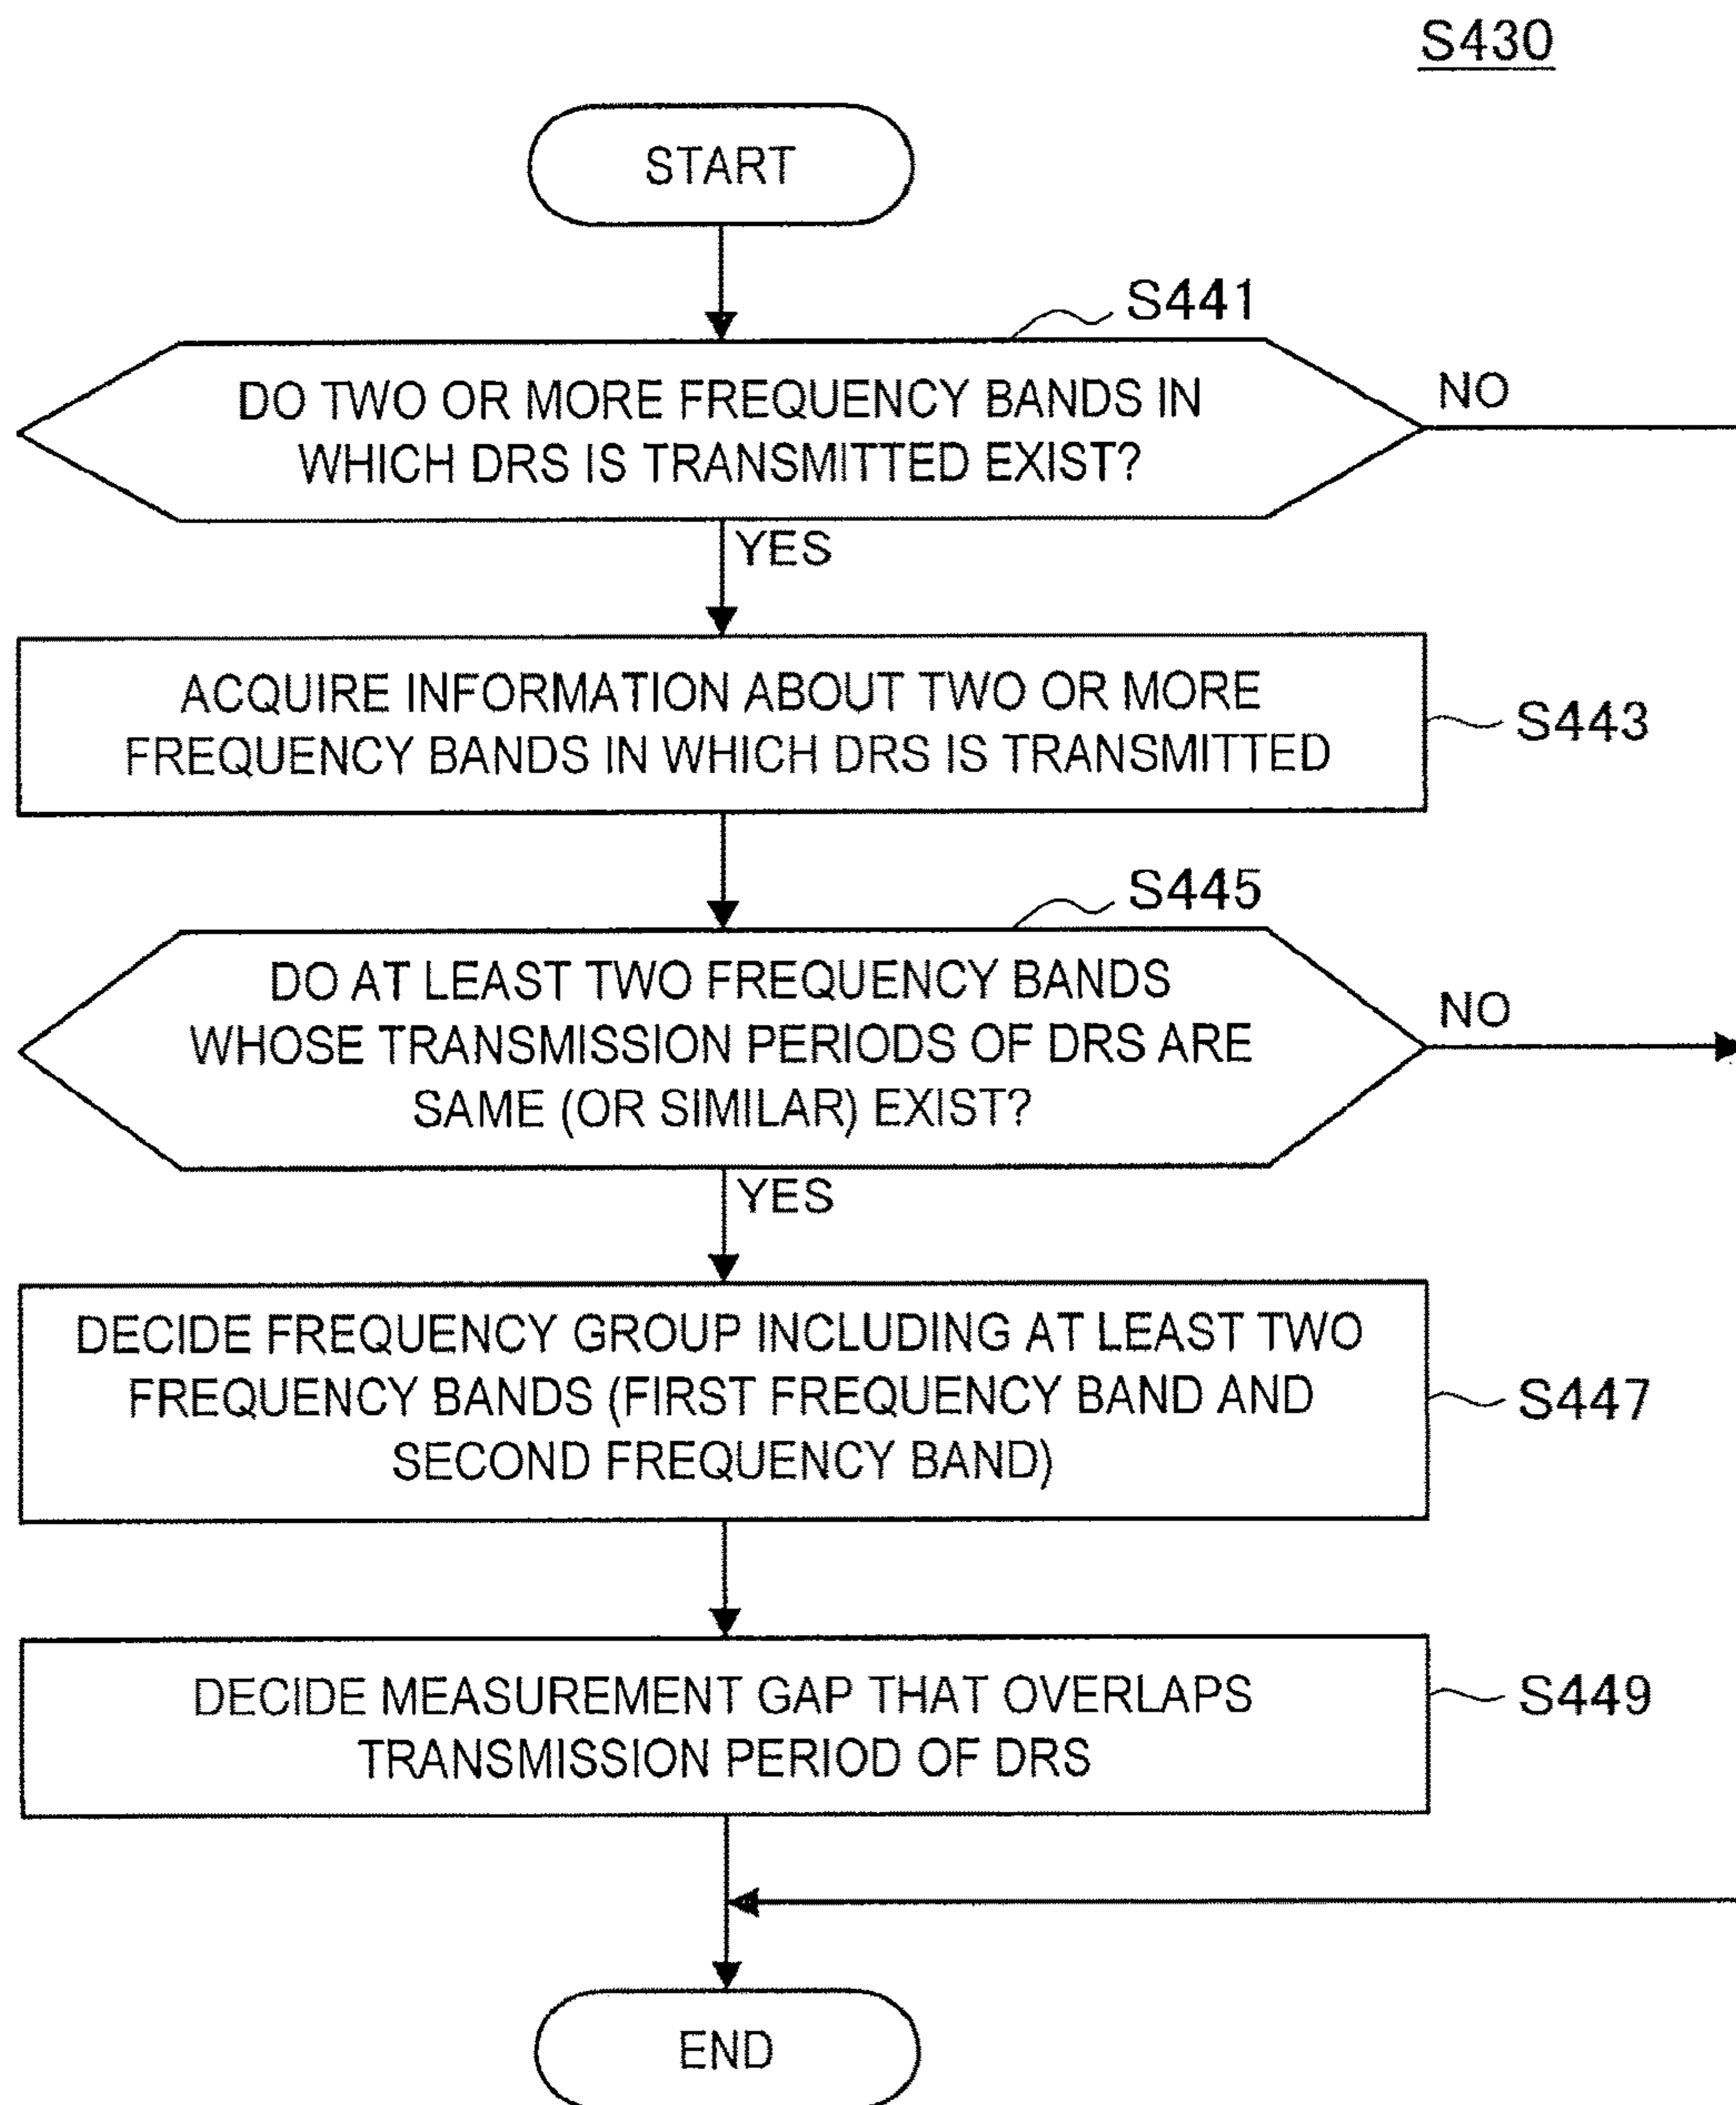 S430
START
S441
DO TWO OR MORE FREQUENCY BANDS IN
WHICH DRS IS TRANSMITTED EXIST?
NO
YES
ACQUIRE INFORMATION ABOUT TWO OR MORE
FREQUENCY BANDS IN WHICH DRS IS TRANSMITTED
S443
S445
DO AT LEAST TWO FREQUENCY BANDS
WHOSE TRANSMISSION PERIODS OF DRS ARE
SAME (OR SIMILAR) EXIST?
NO
YES
DECIDE FREQUENCY GROUP INCLUDING AT LEAST TWO
FREQUENCY BANDS (FIRST FREQUENCY BAND AND
SECOND FREQUENCY BAND)
S447
DECIDE MEASUREMENT GAP THAT OVERLAPS
TRANSMISSION PERIOD OF DRS
S449
END